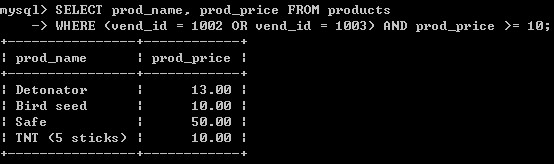 mysql> SELECT prod_name, prod_price FROM products
    -> WHERE (vend_id = 1002 OR vend_id = 1003) AND prod_price >= 10;
+----------------+------------+
| prod_name      | prod_price |
+----------------+------------+
| Detonator      |      13.00 |
| Bird seed      |      10.00 |
| Safe           |      50.00 |
| TNT (5 sticks) |      10.00 |
+----------------+------------+